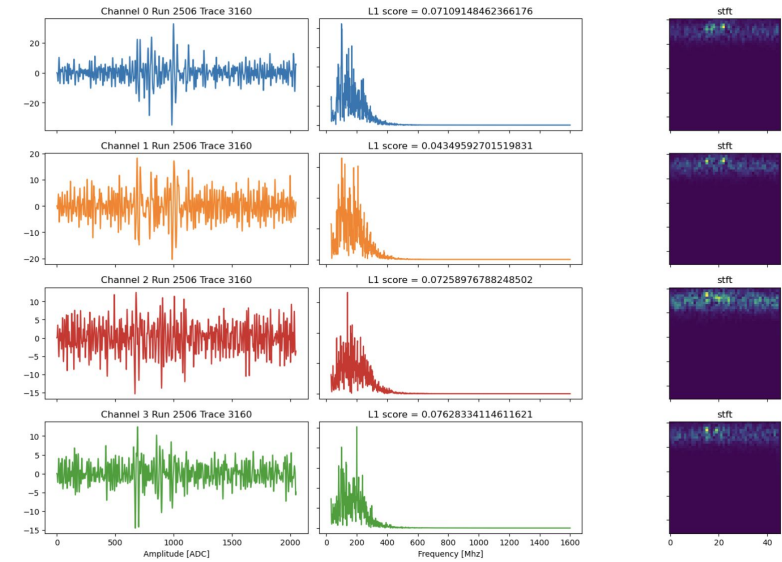 Channel 0 Run 2506 Trace 3160
L1 score = 0.07109148462366176
stft
20
0
−20
Channel 1 Run 2506 Trace 3160
L1 score = 0.04349592701519831
stft
20
10
0
−10
−20
Channel 2 Run 2506 Trace 3160
L1 score = 0.07258976788248502
stft
10
5
0
−5
−10
−15
Channel 3 Run 2506 Trace 3160
L1 score = 0.07628334114611621
stft
10
5
0
−5
−10
−15
0 500 1000 1500 2000
0 200 400 600 800 1000 1200 1400 1600
0 20 40
Amplitude [ADC]
Frequency [Mhz]